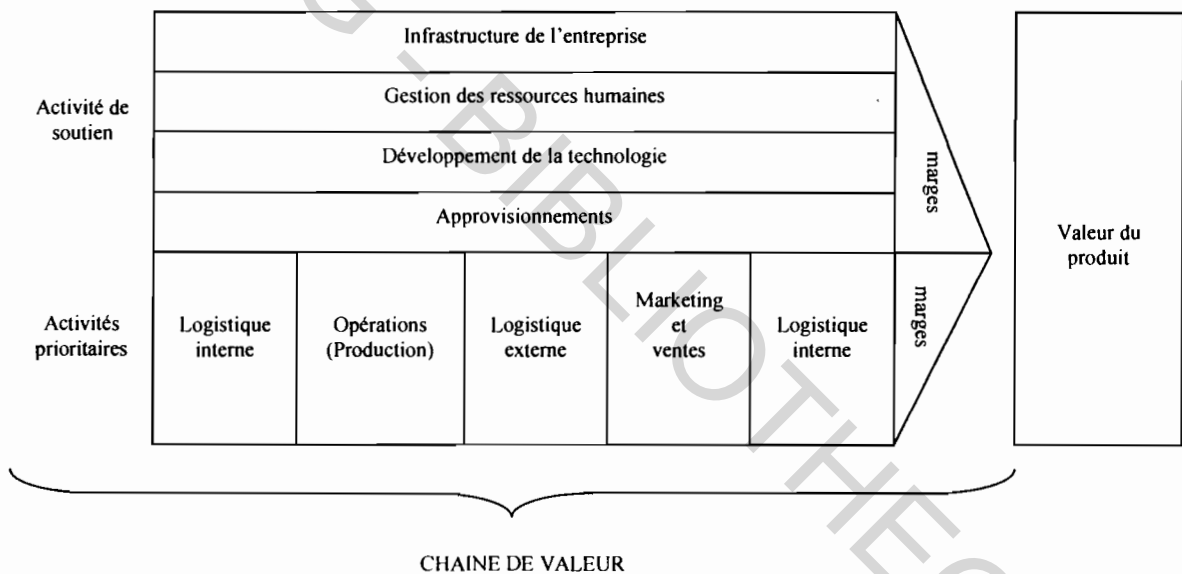 Infrastructure de l'entreprise
Activité de
soutien
Gestion des ressources humaines
Développement de la technologie
Approvisionnements
marges
Valeur du
produit
Activités
prioritaires
Logistique
interne
Opérations
(Production)
Logistique
externe
Marketing
et
ventes
Logistique
interne
marges
CHAINE DE VALEUR
G - BIBLIOTHEQ